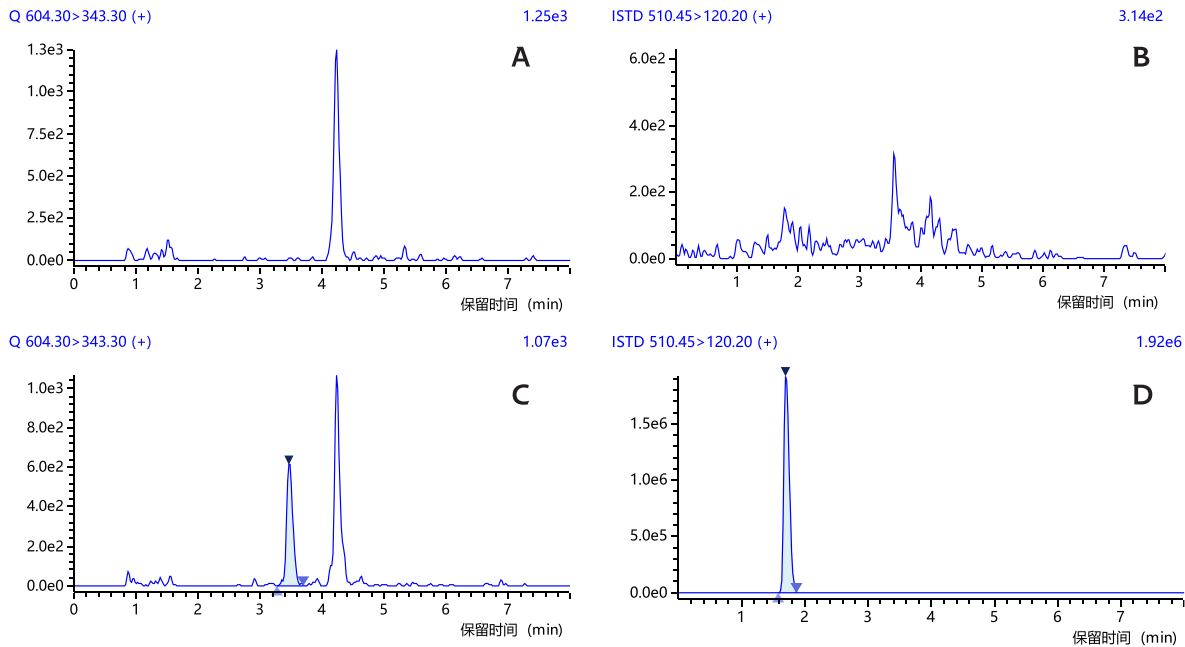 Q 604.30>343.30 (+) 1.25e3
A
1.3e3
1.0e3
7.5e2
5.0e2
2.5e2
0.0e0
0 1 2 3 4 5 6 7
保留时间 (min)
ISTD 510.45>120.20 (+) 3.14e2
B
6.0e2
4.0e2
2.0e2
0.0e0
1 2 3 4 5 6 7
保留时间 (min)
Q 604.30>343.30 (+) 1.07e3
C
1.0e3
8.0e2
6.0e2
4.0e2
2.0e2
0.0e0
0 1 2 3 4 5 6 7
保留时间 (min)
ISTD 510.45>120.20 (+) 1.92e6
D
1.5e6
1.0e6
5.0e5
0.0e0
1 2 3 4 5 6 7
保留时间 (min)